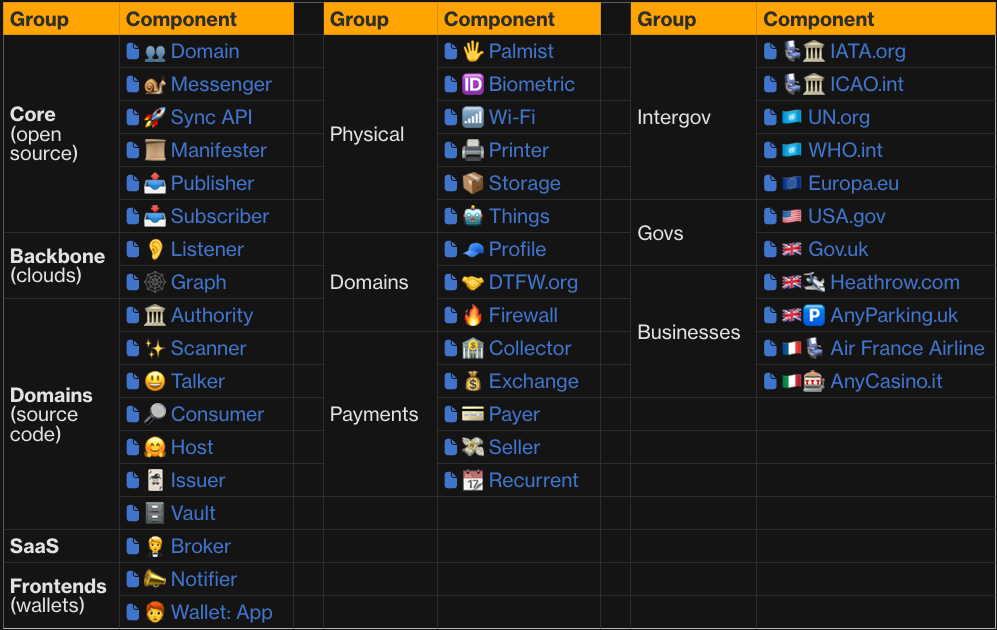 Group Component Group Component Group Component
Core
(open
source)
Domain
Messenger
Sync API
Manifester
Publisher
Subscriber
Backbone
(clouds)
Listener
Graph
Domains
(source
code)
Authority
Scanner
Talker
Consumer
Host
Issuer
Vault
SaaS
Broker
Frontends
(wallets)
Notifier
Wallet: App
Physical
Palmist
ID Biometric
Wi-Fi
Printer
Storage
Things
Domains
Profile
DTFW.org
Firewall
Payments
Collector
Exchange
Payer
Seller
17 Recurrent
Intergov
IATA.org
ICAO.int
UN.org
WHO.int
Europa.eu
Govs
USA.gov
Gov.uk
Businesses
Heathrow.com
P AnyParking.uk
Air France Airline
AnyCasino.it